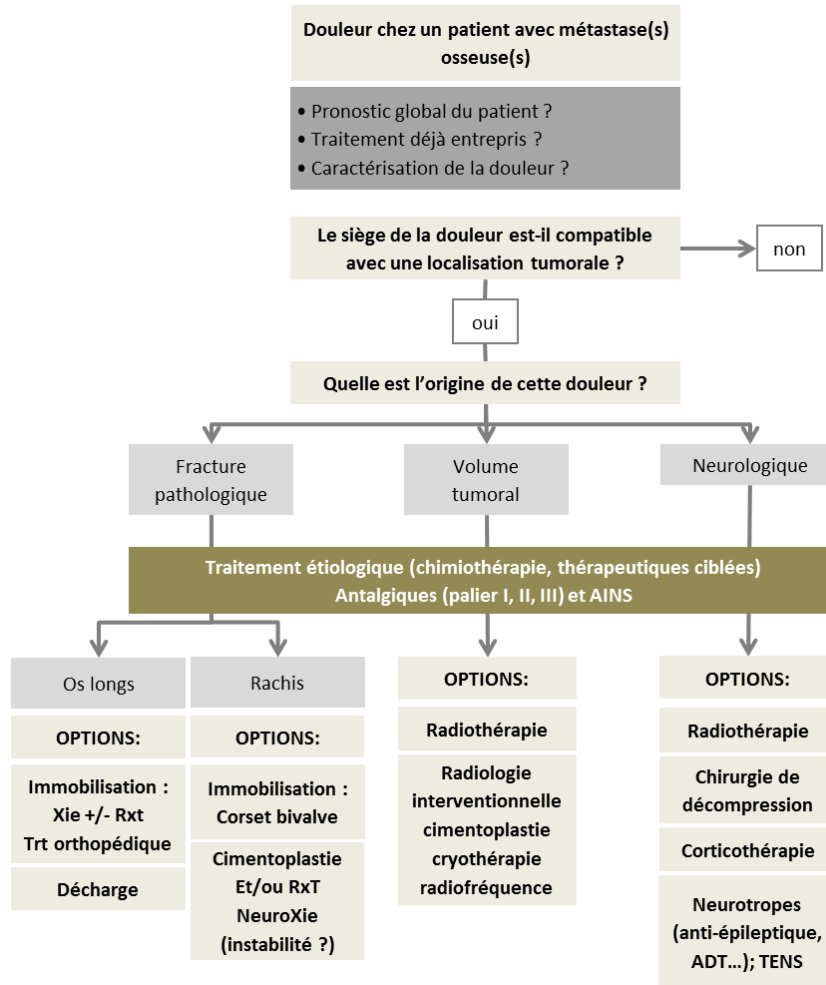 Douleur chez un patient avec métastase(s)
osseuse(s)
• Pronostic global du patient ?
• Traitement déjà entrepris ?
• Caractérisation de la douleur ?
Le siège de la douleur est-il compatible
avec une localisation tumorale ?
non
oui
Quelle est l’origine de cette douleur ?
Fracture
pathologique
Volume
tumoral
Neurologique
Traitement étiologique (chimiothérapie, thérapeutiques ciblées)
Antalgiques (palier I, II, III) et AINS
Os longs
OPTIONS:
Immobilisation :
Xie +/- Rxt
Trt orthopédique
Décharge
Rachis
OPTIONS:
Immobilisation :
Corset bivalve
Cimentoplastie
Et/ou RxT
NeuroXie
(instabilité ?)
OPTIONS:
Radiothérapie
Radiologie
interventionnelle
cimentoplastie
cryothérapie
radiofréquence
OPTIONS:
Radiothérapie
Chirurgie de
décompression
Corticothérapie
Neurotropes
(anti-épileptique,
ADT...); TENS